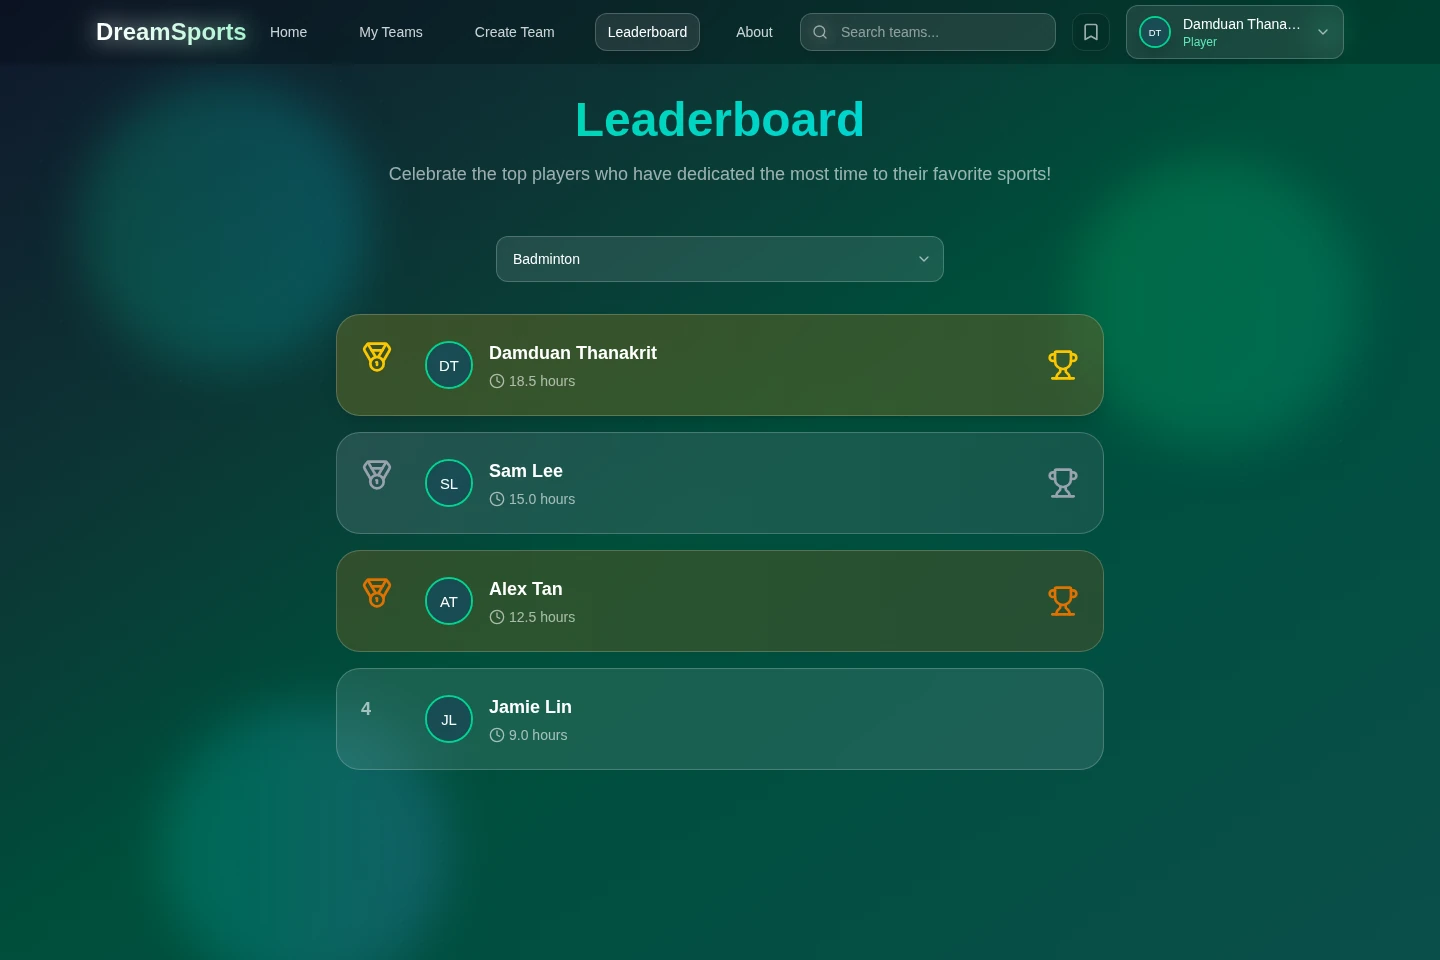 DreamSports
Home
My Teams
Create Team
Leaderboard
About
Search teams...
DT
Damduan Thana...
Player
Leaderboard
Celebrate the top players who have dedicated the most time to their favorite sports!
Badminton
DT
Damduan Thanakrit
18.5 hours
SL
Sam Lee
15.0 hours
AT
Alex Tan
12.5 hours
4
JL
Jamie Lin
9.0 hours